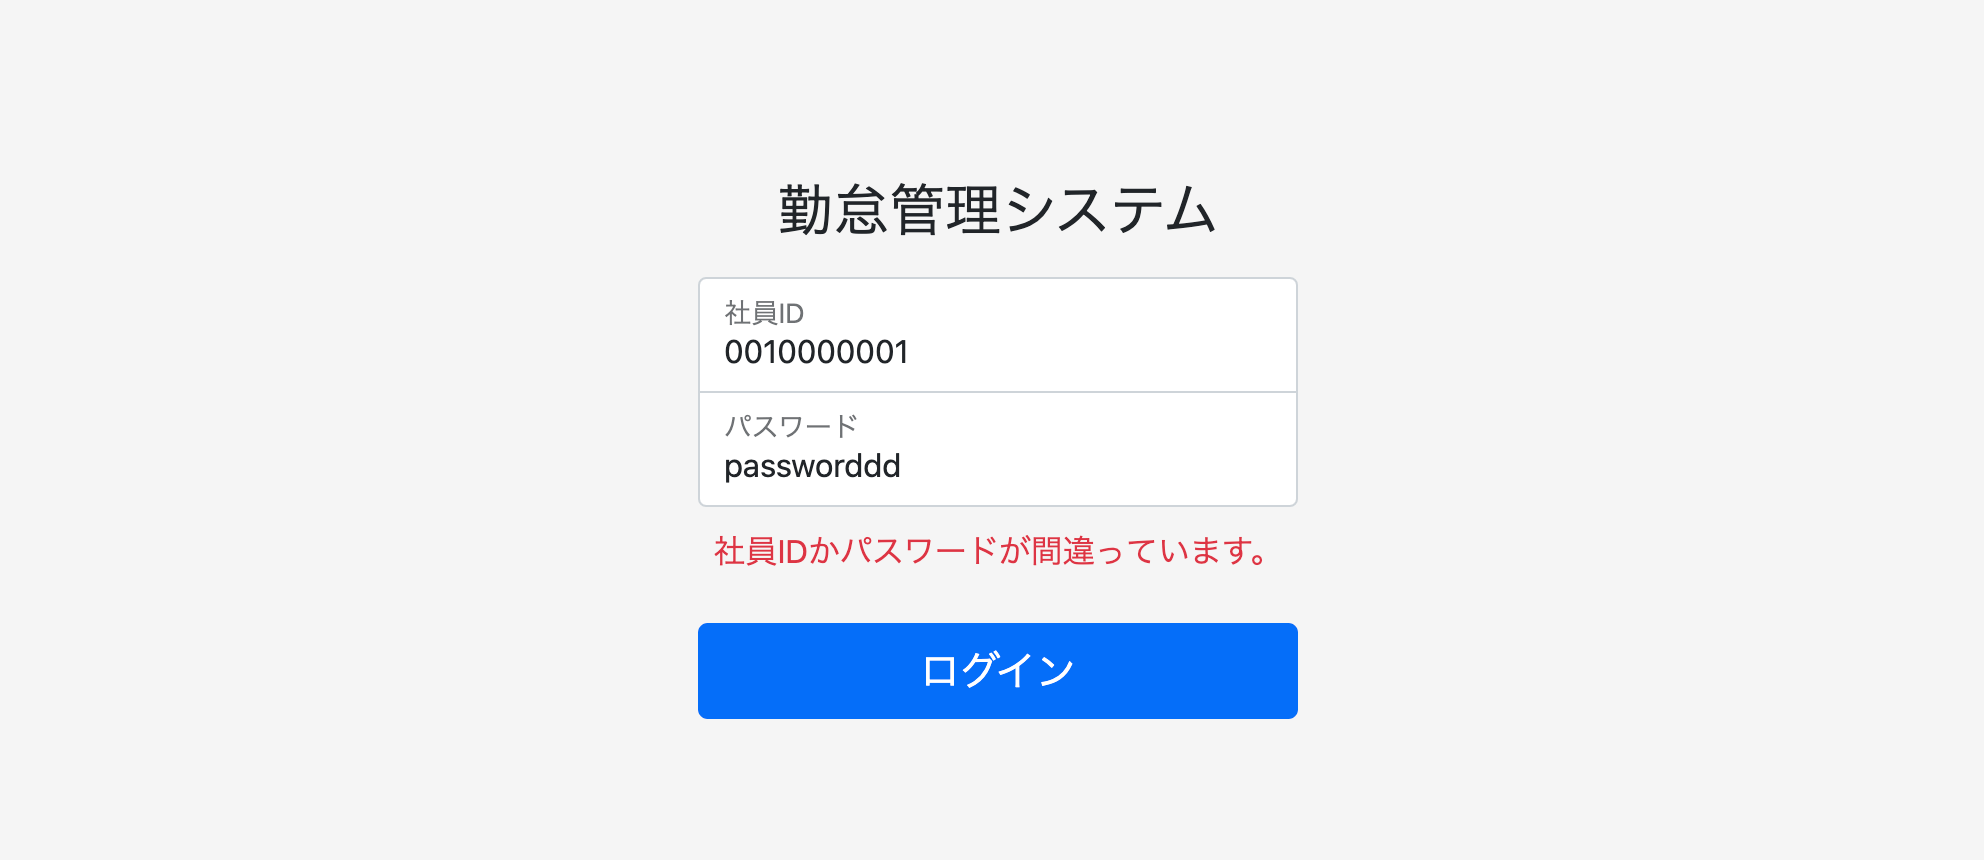 勤怠管理システム
社員ID
0010000001
パスワード
passworddd
社員IDかパスワードが間違っています。
ログイン